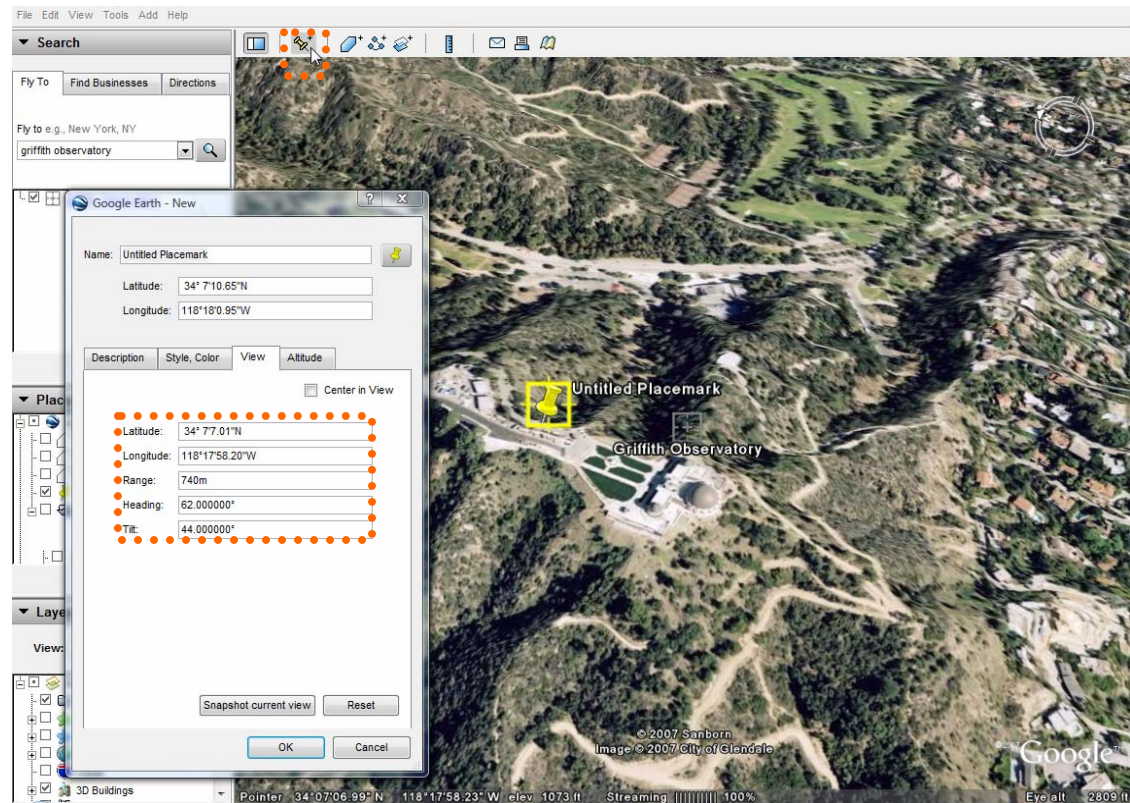 File Edit View Tools Add Help
Search
Fly To Find Businesses Directions
Fly to e.g., New York, NY
griffith observatory
Google Earth - New
Name: Untitled Placemark
Latitude: 34° 7'10.65"N
Longitude: 118°18'0.95"W
Description Style, Color View Altitude
Center in View
Latitude: 34° 7'7.01"N
Longitude: 118°17'58.20"W
Range: 740m
Heading: 62.000000°
Tilt: 44.000000°
Snapshot current view Reset
OK Cancel
Plac
Laye
View:
3D Buildings
Untitled Placemark
Griffith Observatory
© 2007 Sanborn
Image © 2007 City of Glendale
Google
Pointer 34°07'06.99" N 118°17'58.23" W elev 1073 ft Streaming |||||||||| 100% Eye alt 2809 ft